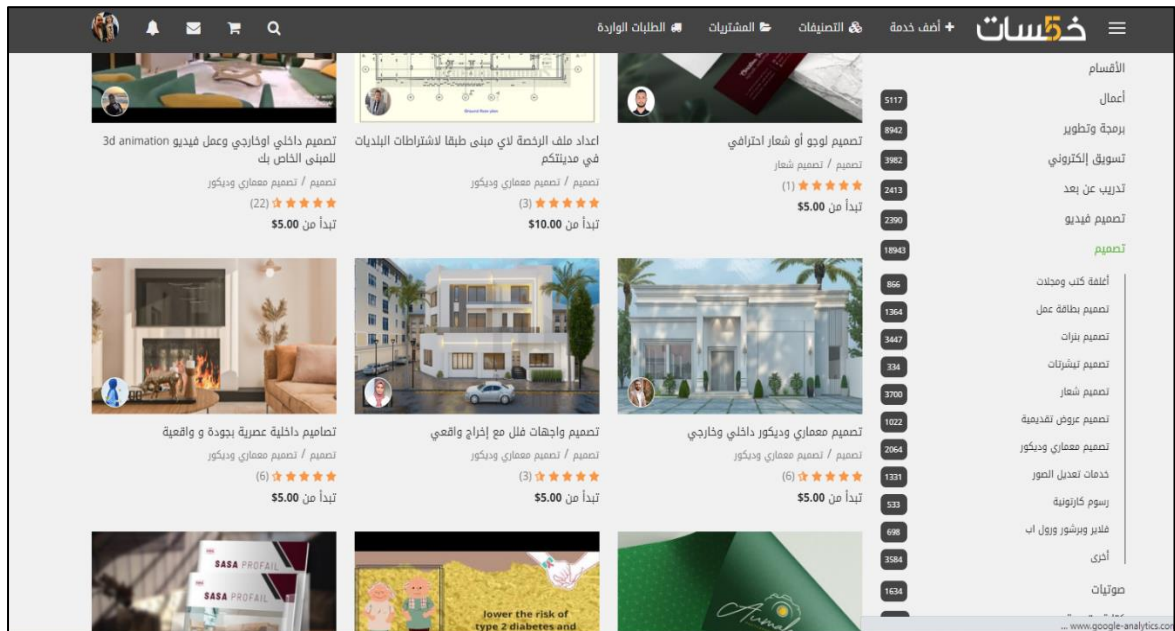 خمسات
+ أضف خدمة
التصنيفات
المشتريات
الطلبات الواردة
الأقسام
أعمال
5117
برمجة وتطوير
8942
تسويق إلكتروني
3982
تدريب عن بعد
2413
تصميم فيديو
2390
تصميم
18943
أغلفة كتب ومجلات
866
تصميم بطاقة عمل
1364
تصميم بنرات
3447
تصميم تيشرتات
334
تصميم شعار
3700
تصميم عروض تقديمية
1022
تصميم معماري وديكور
2064
خدمات تعديل الصور
1331
رسوم كارتونية
533
فلاير وبرشور ورول اب
698
أخرى
3584
صوتيات
1634
تصميم لوجو أو شعار احترافي
تصميم / تصميم شعار
(1)
تبدأ من $5.00
Ground floor plan
اعداد ملف الرخصة لاي مبنى طبقا لاشتراطات البلديات
في مدينتكم
تصميم / تصميم معماري وديكور
(3)
تبدأ من $10.00
تصميم داخلي اوخارجي وعمل فيديو 3d animation
للمبنى الخاص بك
تصميم / تصميم معماري وديكور
(22)
تبدأ من $5.00
تصميم معماري وديكور داخلي وخارجي
تصميم / تصميم معماري وديكور
(6)
تبدأ من $5.00
تصميم واجهات فلل مع إخراج واقعي
تصميم / تصميم معماري وديكور
(3)
تبدأ من $5.00
تصاميم داخلية عصرية بجودة و واقعية
تصميم / تصميم معماري وديكور
(6)
تبدأ من $5.00
lower the risk of
type 2 diabetes and
SASA PROFAIL
SASA PROFAIL
... www.google-analytics.com